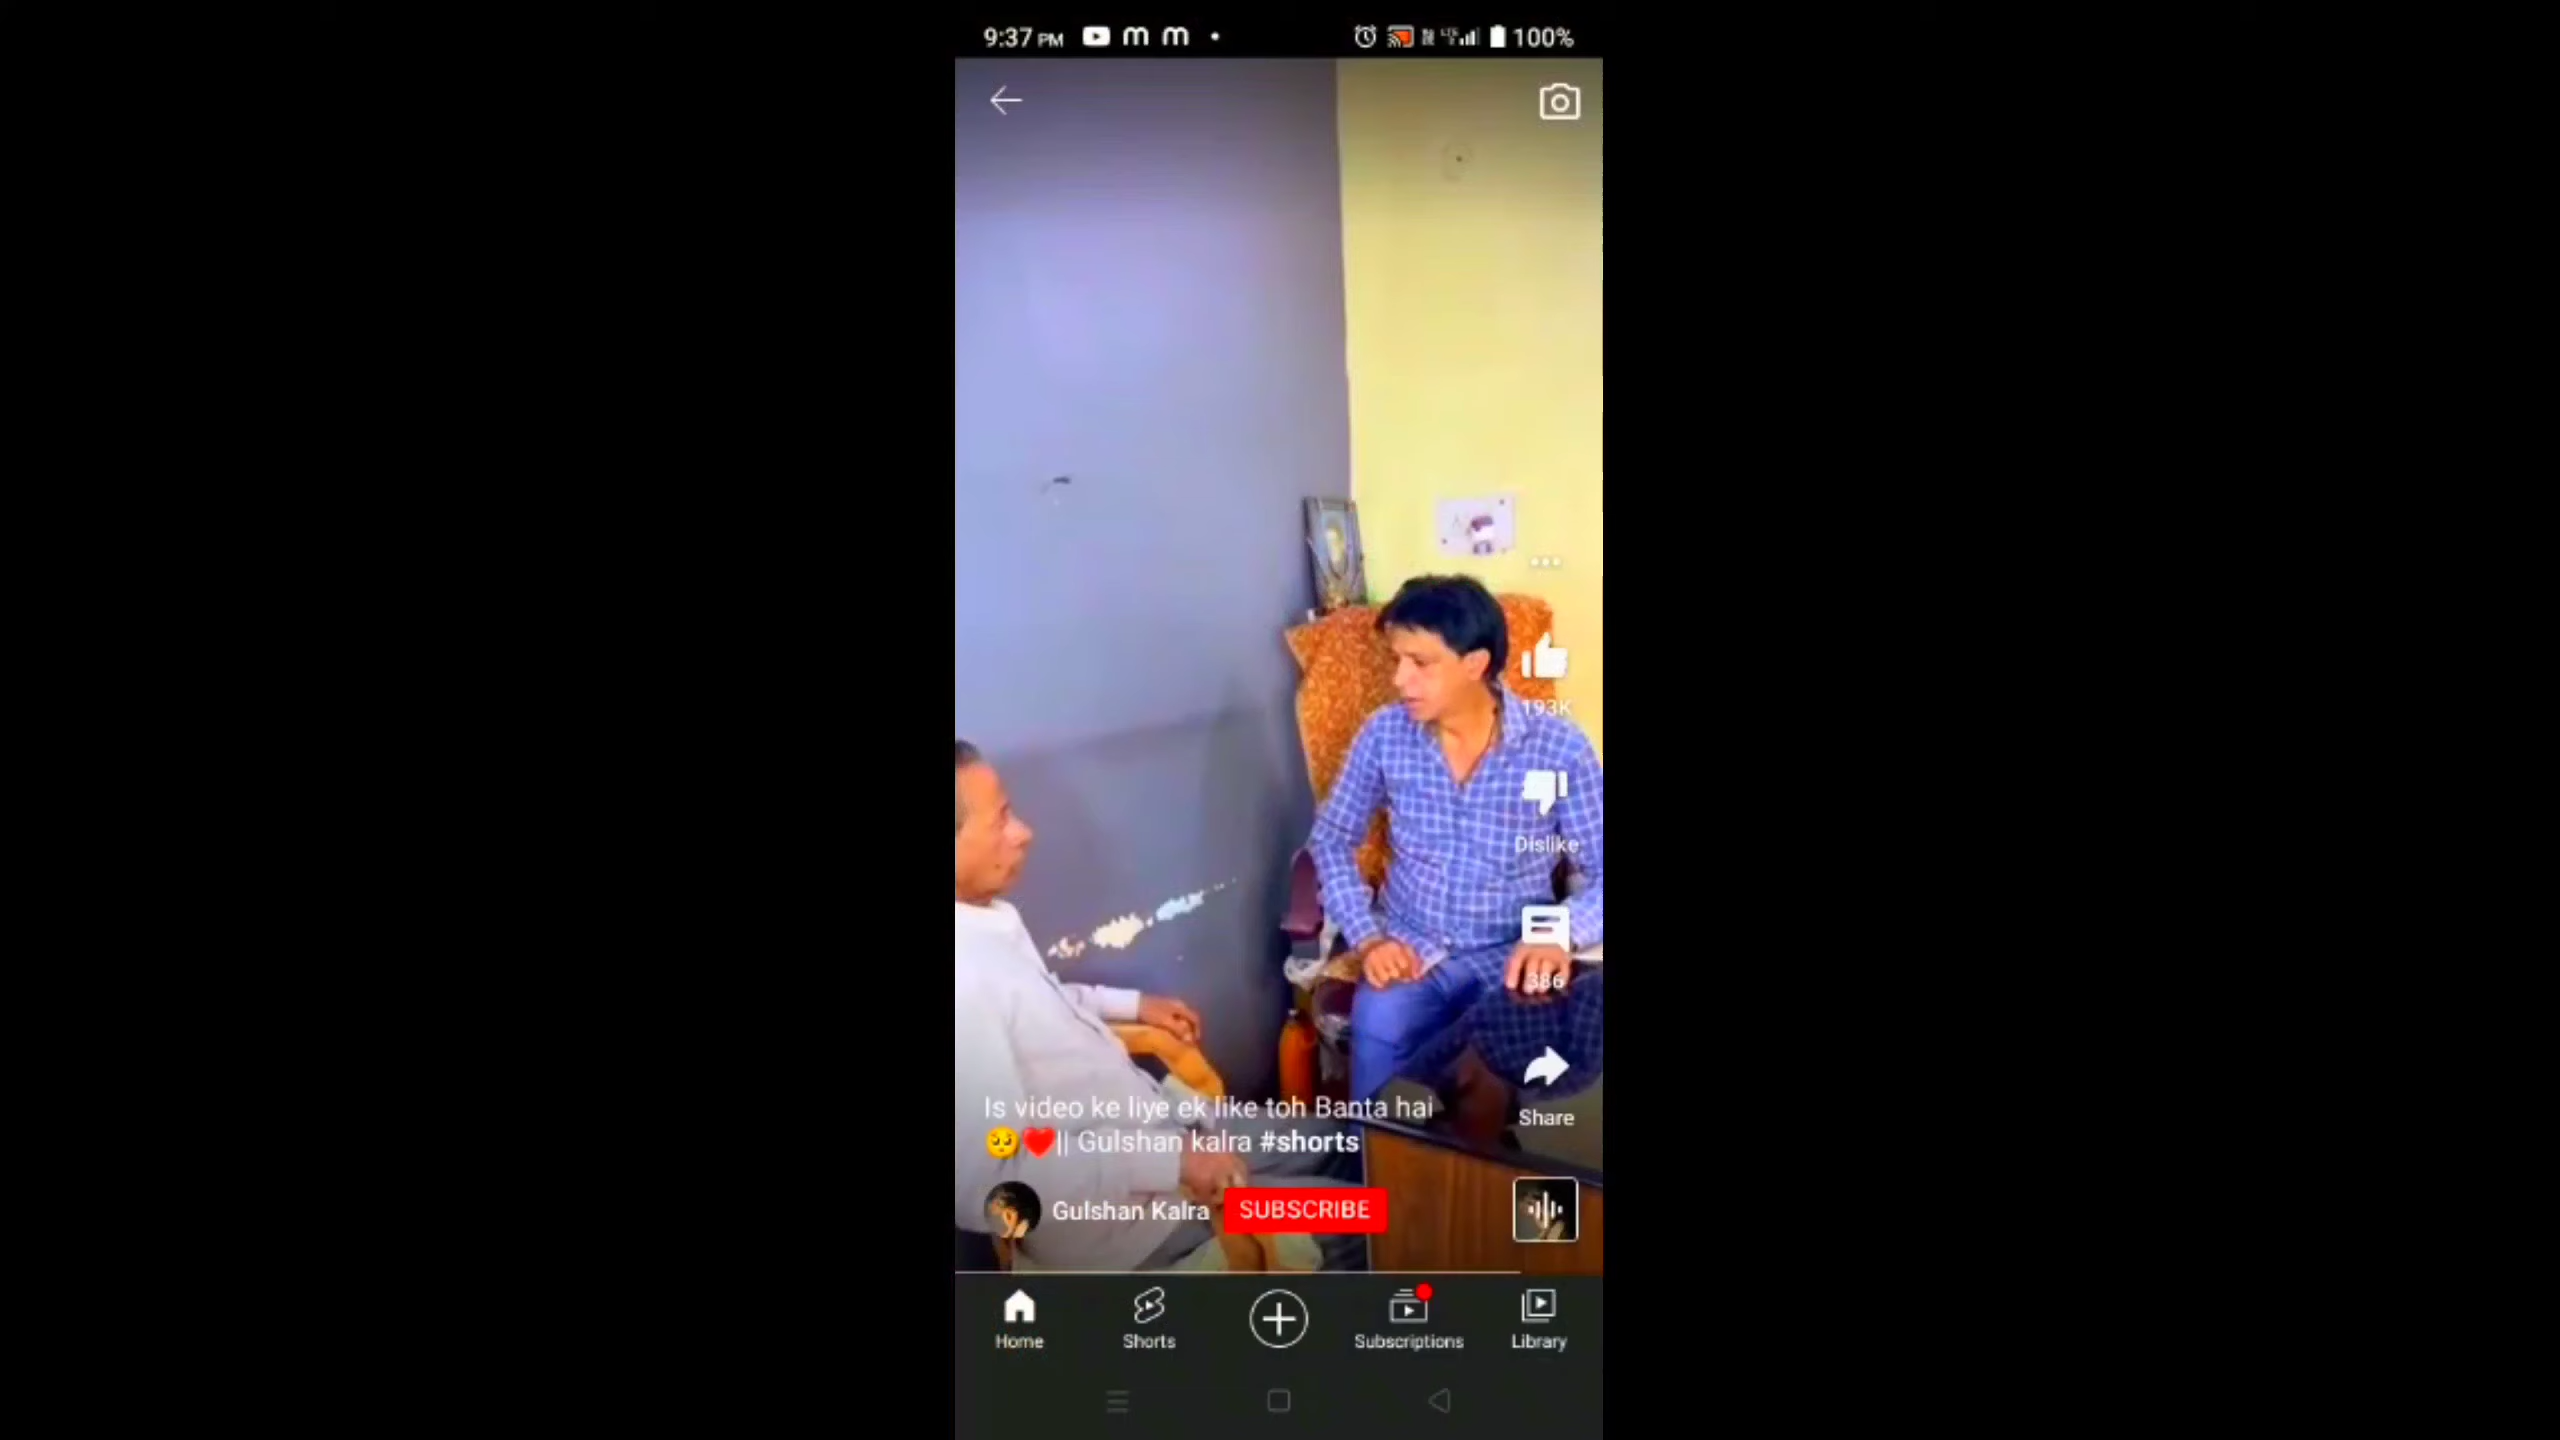 9:37 PM
100%
193K
Dislike
386
Share
Is video ke liye ek like toh Banta hai
🥺❤️|| Gulshan kalra #shorts
Gulshan Kalra SUBSCRIBE
Home Shorts Subscriptions Library